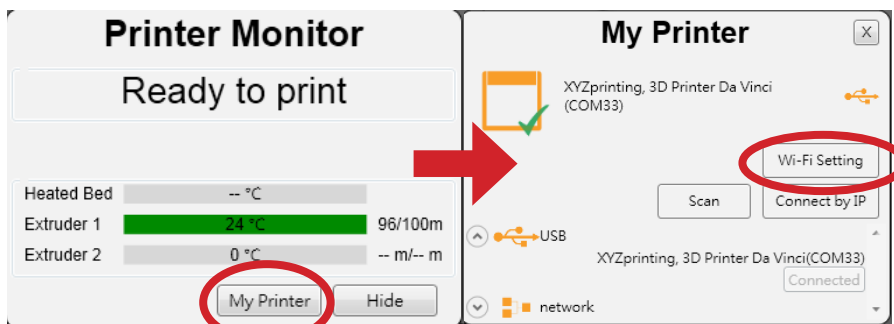 Printer Monitor
Ready to print
Heated Bed -- °C
Extruder 1 24 °C 96/100m
Extruder 2 0 °C -- m/-- m
My Printer Hide
My Printer X
XYZprinting, 3D Printer Da Vinci
(COM33)
Wi-Fi Setting
Scan Connect by IP
USB
XYZprinting, 3D Printer Da Vinci(COM33)
Connected
network